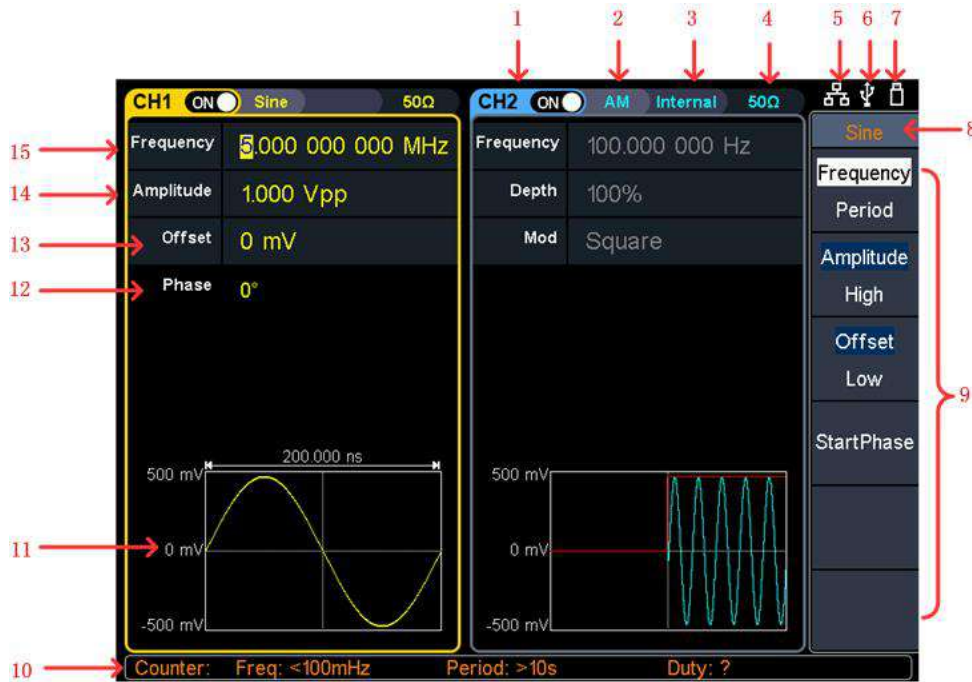 1 2 3 4 5 6 7
CH1 ON Sine 50Ω
CH2 ON AM Internal 50Ω
Sine 8
15 Frequency 5.000 000 000 MHz
Frequency 100.000 000 Hz
Frequency
Period
14 Amplitude 1.000 Vpp
Depth 100%
Amplitude
High
13 Offset 0 mV
Mod Square
12 Phase 0°
Offset
Low
9
StartPhase
200.000 ns
500 mV
500 mV
11 0 mV
0 mV
-500 mV
-500 mV
10 Counter: Freq: <100mHz Period: >10s Duty: ?